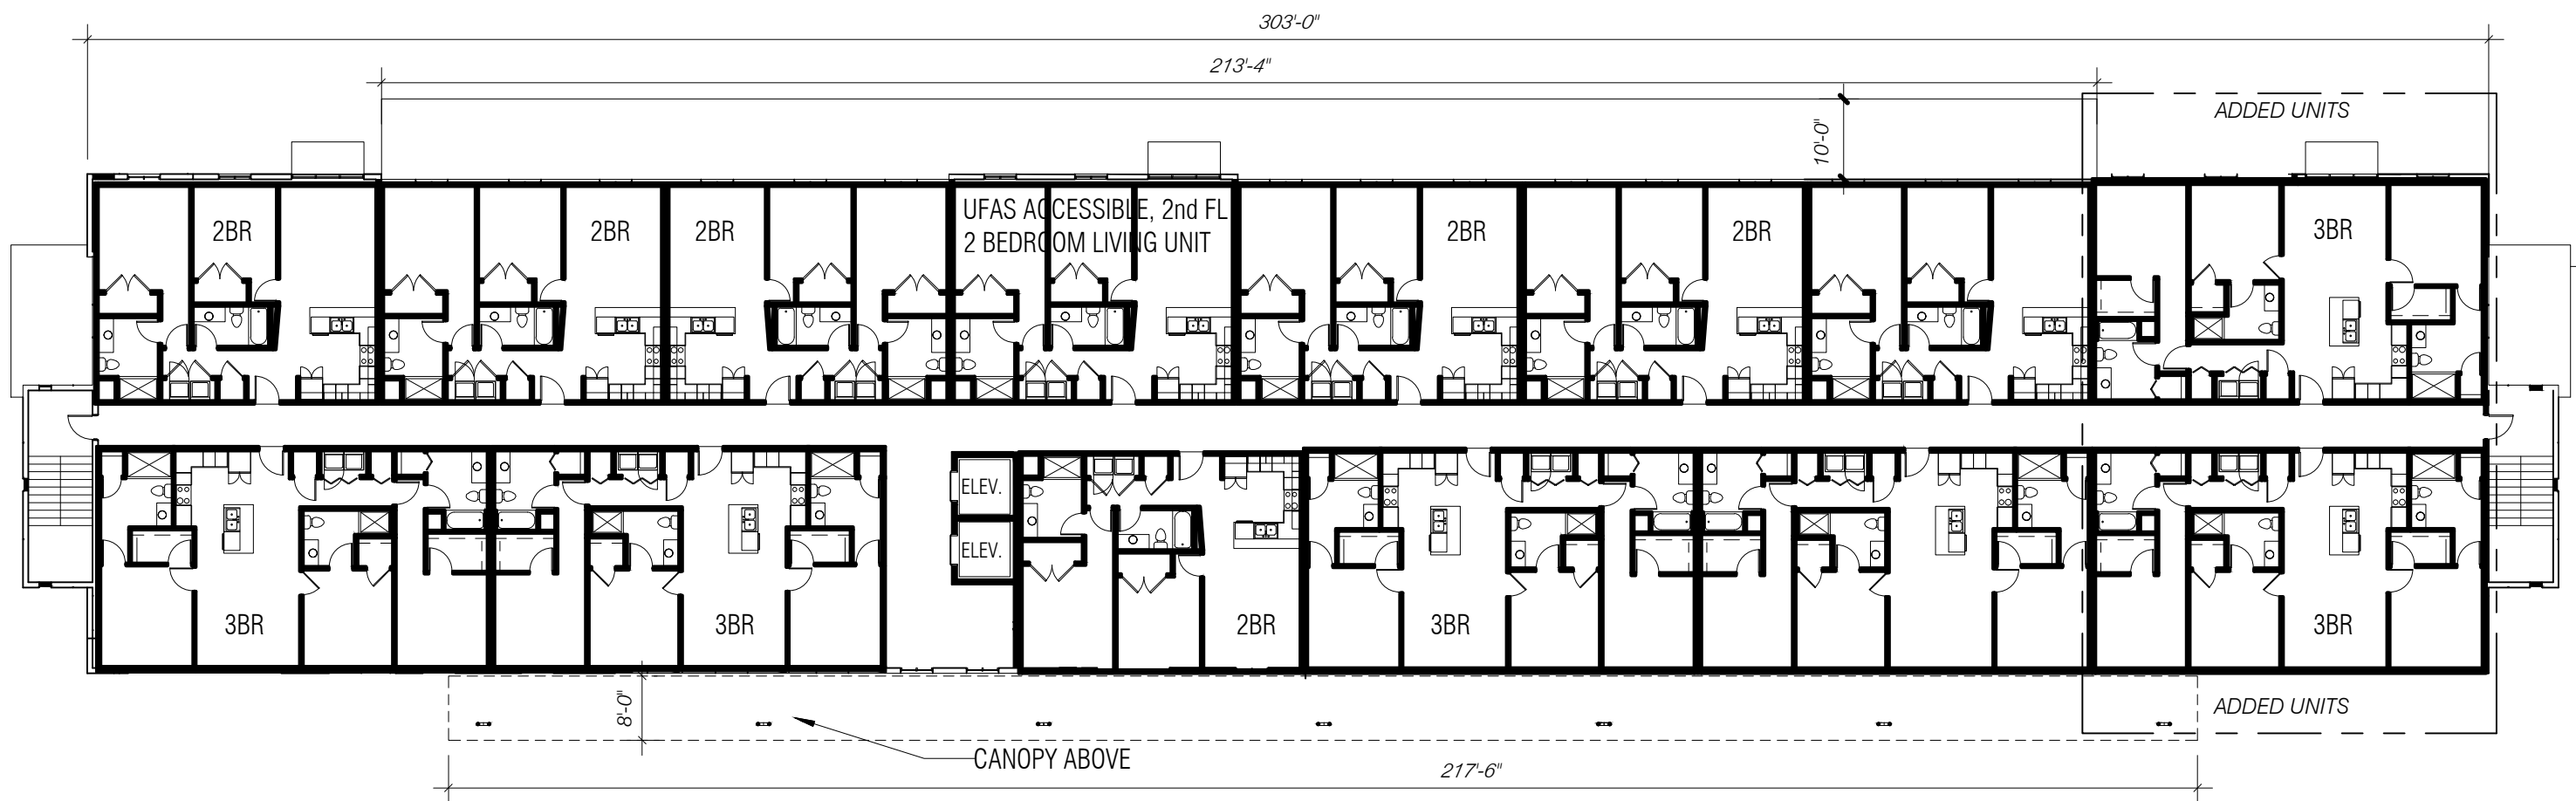 303'-0"
213'-4"
ADDED UNITS
10'-0"
UFAS ACCESSIBLE, 2nd FL
2 BEDROOM LIVING UNIT
2BR
2BR
2BR
2BR
2BR
3BR
ELEV.
ELEV.
3BR
3BR
2BR
3BR
3BR
8'-0"
ADDED UNITS
CANOPY ABOVE
217'-6"